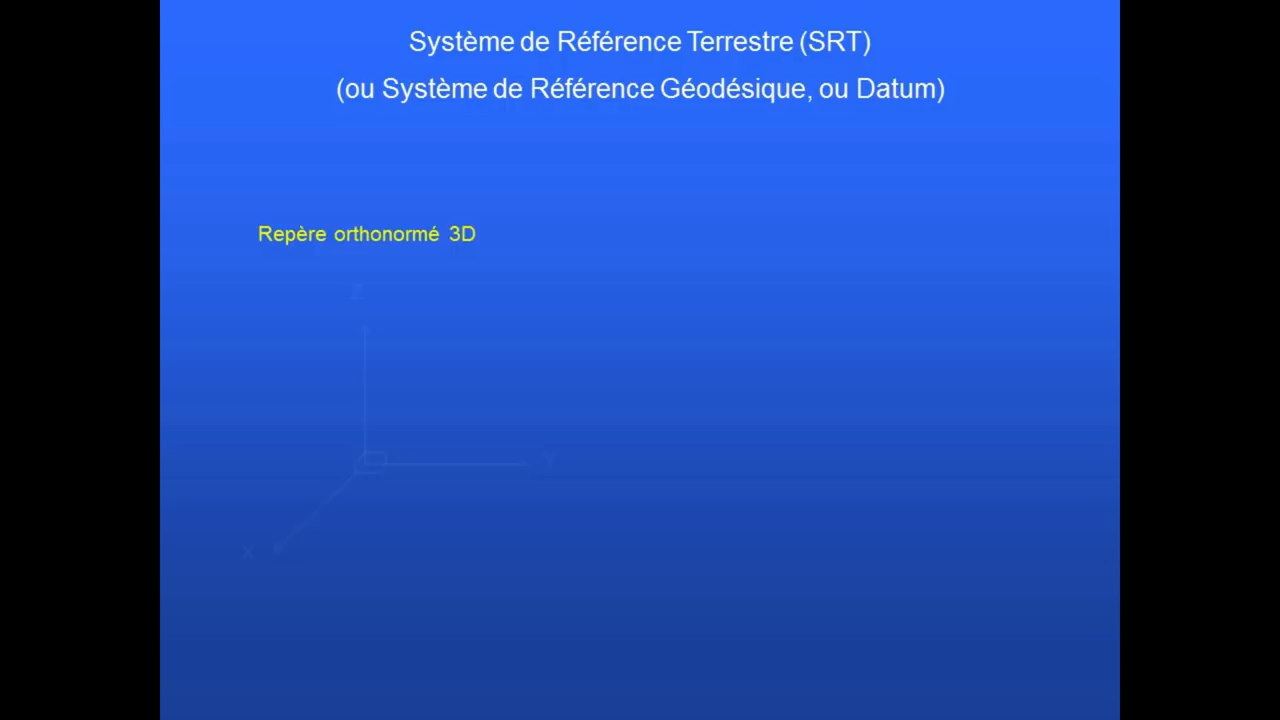 Système de Référence Terrestre (SRT)
(ou Système de Référence Géodésique, ou Datum)
Repère orthonormé 3D
Z
Y
X